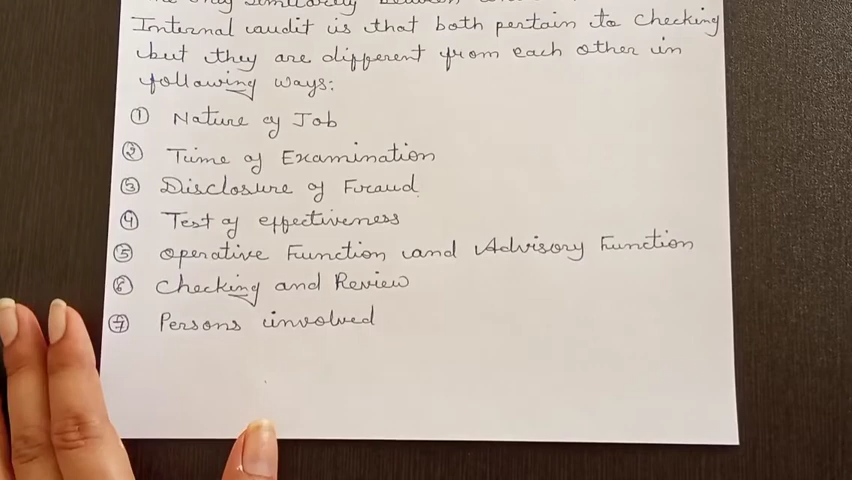 Internal audit is that both pertain to checking
but they are different from each other in
following ways:
① Nature of Job
② Time of Examination
③ Disclosure of Fraud
④ Test of effectiveness
⑤ Operative Function and Advisory Function
⑥ Checking and Review
⑦ Persons involved